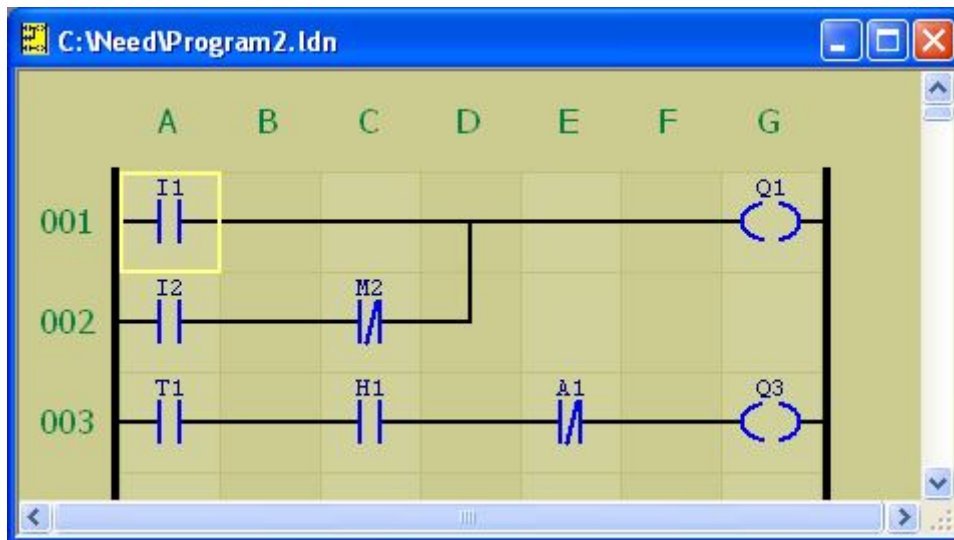 C:\Need\Program2.ldn
A B C D E F G
I1 Q1
001
I2 M2
002
T1 H1 A1 Q3
003